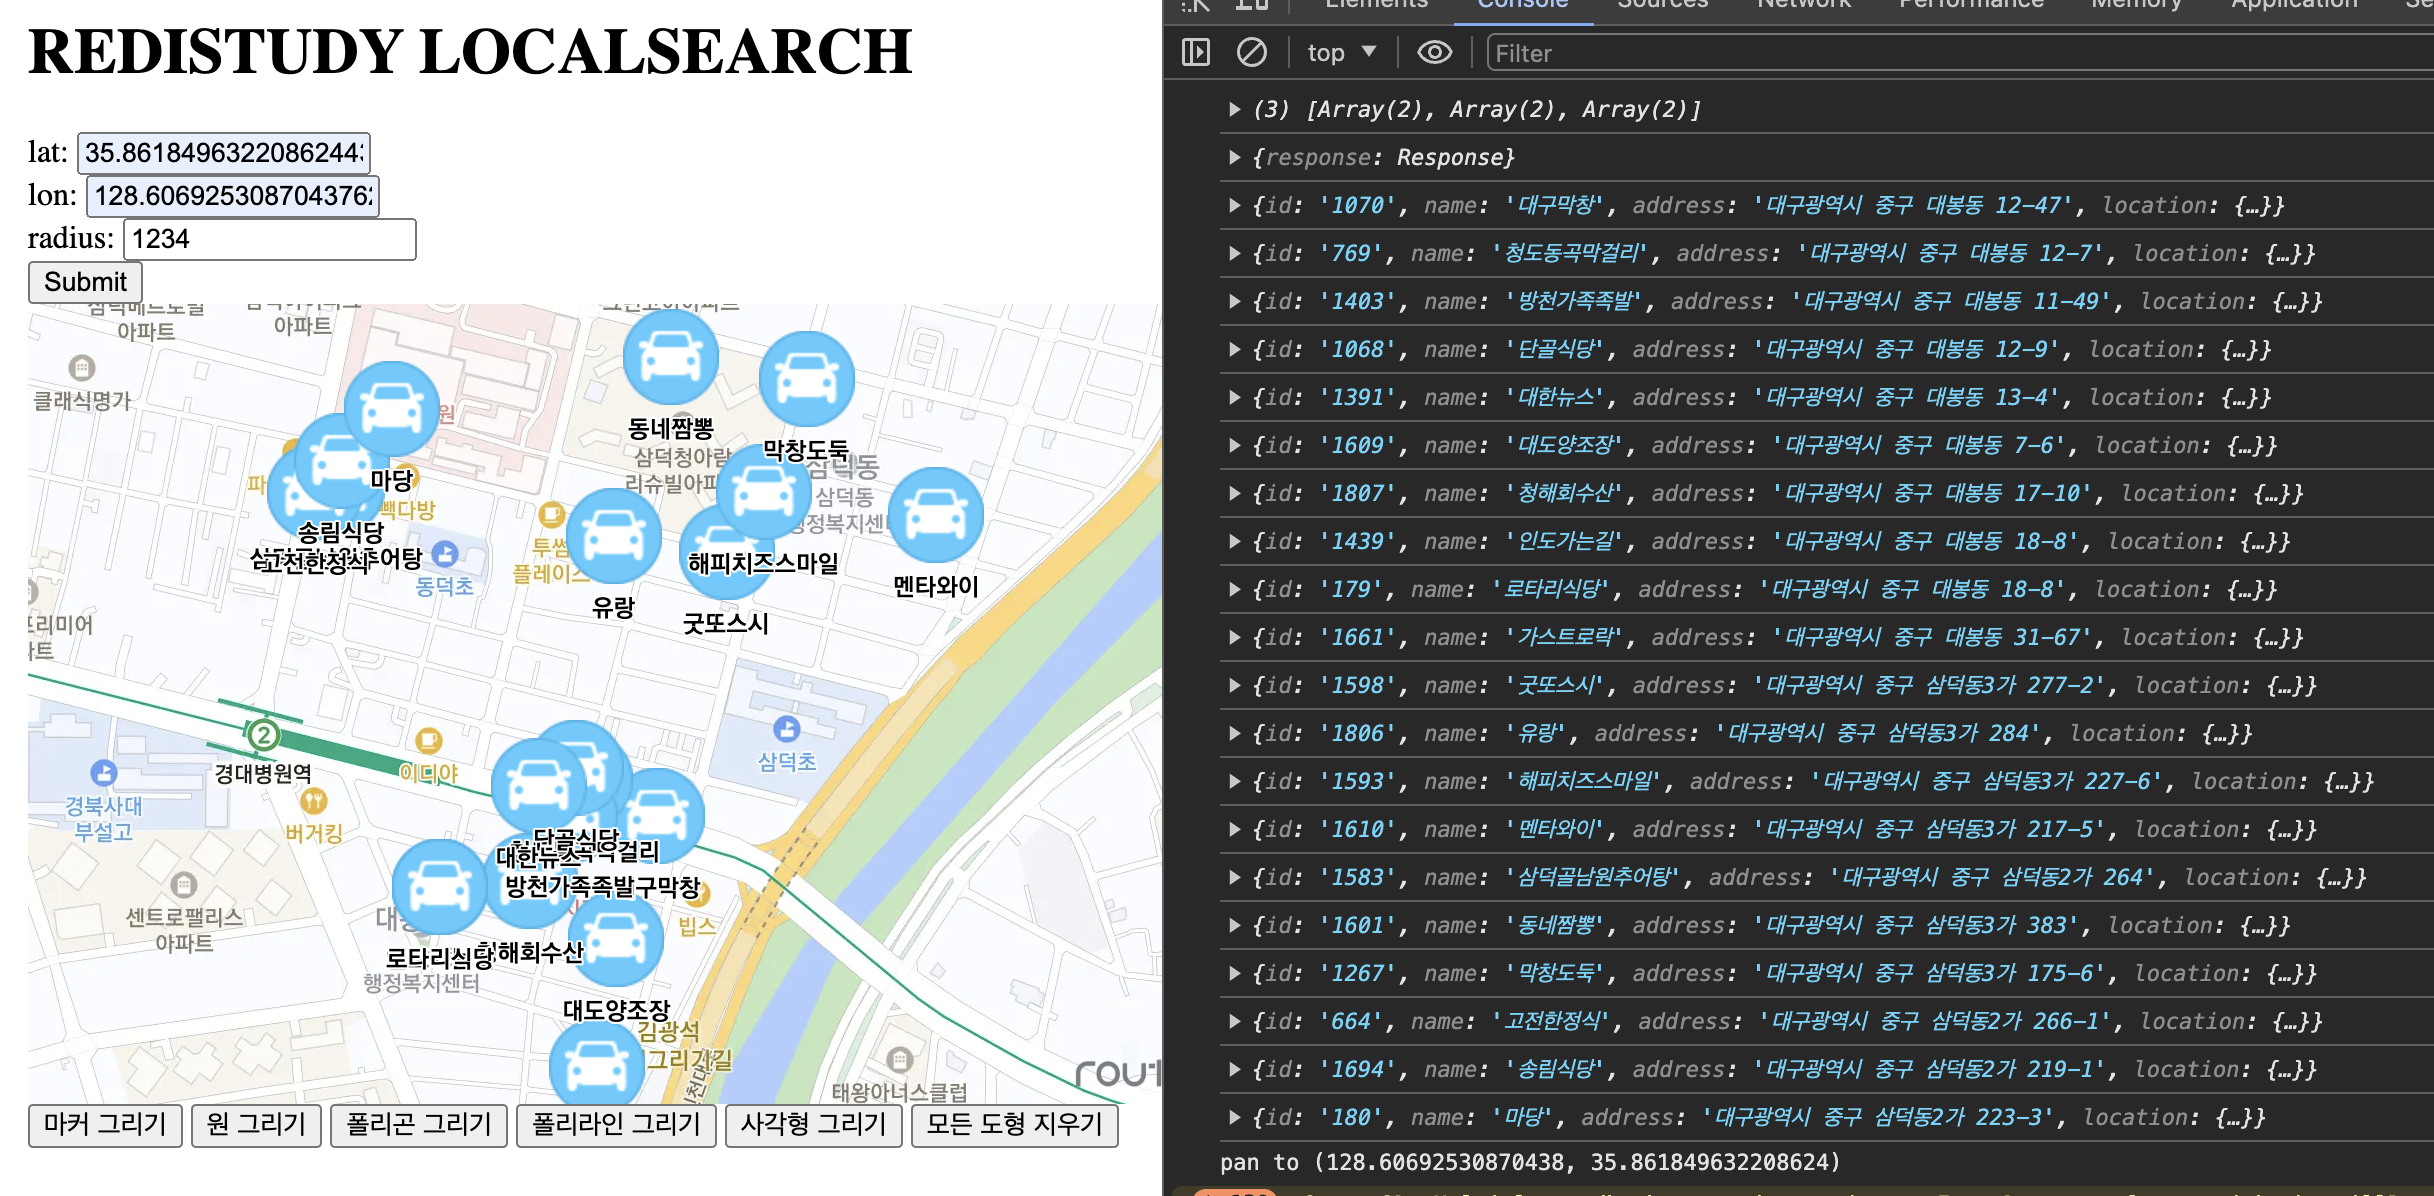 REDISTUDY LOCALSEARCH
lat: 35.8618496322086244
lon: 128.606925308704376
radius: 1234
Submit
아파트
아파트
클래식명가
동네짬뽕
삼덕청아람
리슈빌아파
막창도둑
삼덕동
삼덕동
행정복지센터
마당
빽다방
송림식당
고전한정식
동덕초
투썸
플레이스
유랑
해피치즈스마일
굿또스시
멘타와이
프리미어
2
경대병원역
이디야
버거킹
경북사대
부설고
삼덕초
단골식당
대한뉴스
방천가족족발
구막창
빕스
센트로팰리스
아파트
로타리식당
해회수산
행정복지센터
대도양조장
김광석
그리기길
태왕아너스클럽
rout
마커 그리기 원 그리기 폴리곤 그리기 폴리라인 그리기 사각형 그리기 모든 도형 지우기
Elements Console Sources Network Performance Memory Application
top Filter
(3) [Array(2), Array(2), Array(2)]
{response: Response}
{id: '1070', name: '대구막창', address: '대구광역시 중구 대봉동 12-47', location: {…}}
{id: '769', name: '청도동곡막걸리', address: '대구광역시 중구 대봉동 12-7', location: {…}}
{id: '1403', name: '방천가족족발', address: '대구광역시 중구 대봉동 11-49', location: {…}}
{id: '1068', name: '단골식당', address: '대구광역시 중구 대봉동 12-9', location: {…}}
{id: '1391', name: '대한뉴스', address: '대구광역시 중구 대봉동 13-4', location: {…}}
{id: '1609', name: '대도양조장', address: '대구광역시 중구 대봉동 7-6', location: {…}}
{id: '1807', name: '청해회수산', address: '대구광역시 중구 대봉동 17-10', location: {…}}
{id: '1439', name: '인도가는길', address: '대구광역시 중구 대봉동 18-8', location: {…}}
{id: '179', name: '로타리식당', address: '대구광역시 중구 대봉동 18-8', location: {…}}
{id: '1661', name: '가스트로락', address: '대구광역시 중구 대봉동 31-67', location: {…}}
{id: '1598', name: '굿또스시', address: '대구광역시 중구 삼덕동3가 277-2', location: {…}}
{id: '1806', name: '유랑', address: '대구광역시 중구 삼덕동3가 284', location: {…}}
{id: '1593', name: '해피치즈스마일', address: '대구광역시 중구 삼덕동3가 227-6', location: {…}}
{id: '1610', name: '멘타와이', address: '대구광역시 중구 삼덕동3가 217-5', location: {…}}
{id: '1583', name: '삼덕골남원추어탕', address: '대구광역시 중구 삼덕동2가 264', location: {…}}
{id: '1601', name: '동네짬뽕', address: '대구광역시 중구 삼덕동3가 383', location: {…}}
{id: '1267', name: '막창도둑', address: '대구광역시 중구 삼덕동3가 175-6', location: {…}}
{id: '664', name: '고전한정식', address: '대구광역시 중구 삼덕동2가 266-1', location: {…}}
{id: '1694', name: '송림식당', address: '대구광역시 중구 삼덕동2가 219-1', location: {…}}
{id: '180', name: '마당', address: '대구광역시 중구 삼덕동2가 223-3', location: {…}}
pan to (128.60692530870438, 35.861849632208624)